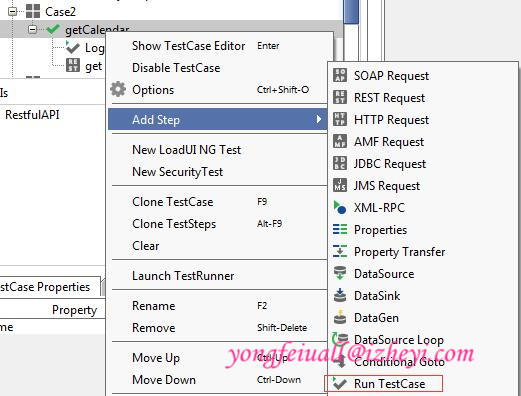 Case2
getCalendar
Log
get
ls
RestfulAPI
stCase Properties
Property
me
Show TestCase Editor Enter
Disable TestCase
Options Ctrl+Shift-O
Add Step
New LoadUI NG Test
New SecurityTest
Clone TestCase F9
Clone TestSteps Alt-F9
Clear
Launch TestRunner
Rename F2
Remove Shift-Delete
Move Up Ctrl-Up
Move Down Ctrl-Down
SOAP Request
REST Request
HTTP Request
AMF Request
JDBC Request
JMS Request
XML-RPC
Properties
Property Transfer
DataSource
DataSink
DataGen
DataSource Loop
yongfeiuall@izheyi.com
Conditional Goto
Run TestCase